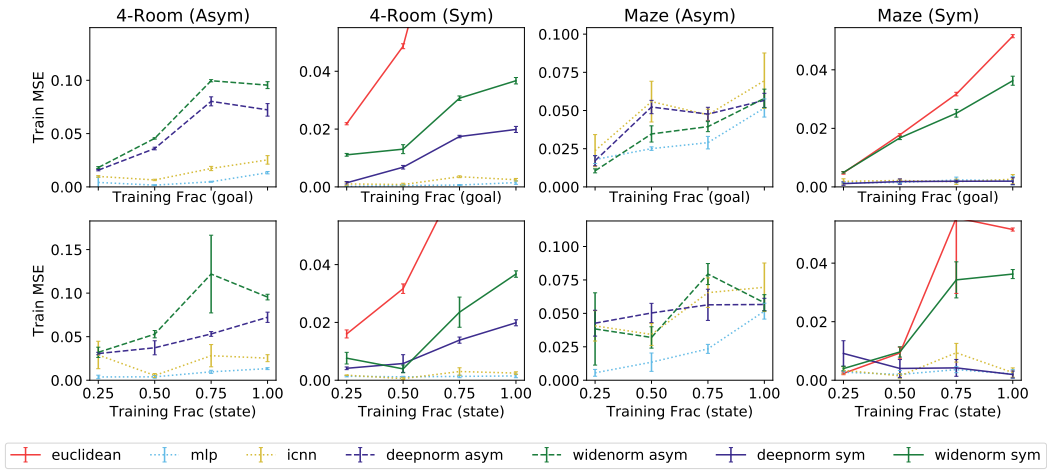 4-Room (Asym) 4-Room (Sym) Maze (Asym) Maze (Sym)
Train MSE
0.10
0.05
0.00
Training Frac (goal)
0.04
0.02
0.00
Training Frac (goal)
0.100
0.075
0.050
0.025
0.000
Training Frac (goal)
0.04
0.02
0.00
Training Frac (goal)
Train MSE
0.15
0.10
0.05
0.00
0.25 0.50 0.75 1.00
Training Frac (state)
0.04
0.02
0.00
0.25 0.50 0.75 1.00
Training Frac (state)
0.100
0.075
0.050
0.025
0.000
0.25 0.50 0.75 1.00
Training Frac (state)
0.04
0.02
0.00
0.25 0.50 0.75 1.00
Training Frac (state)
euclidean mlp icnn deepnorm asym widenorm asym deepnorm sym widenorm sym